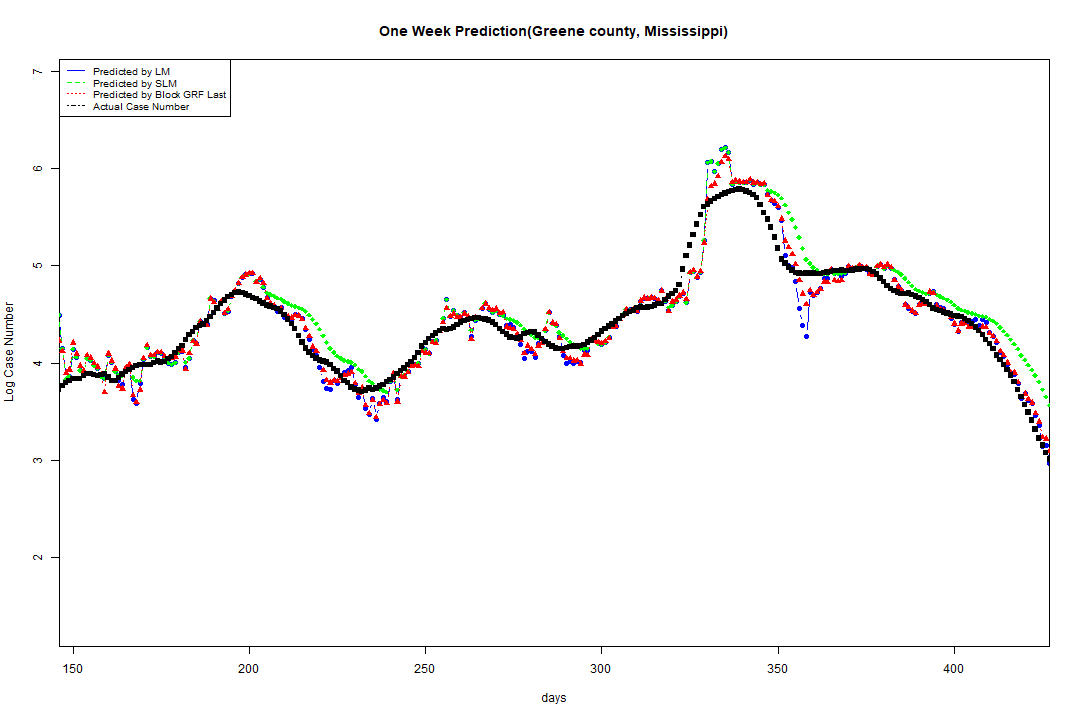 One Week Prediction(Greene county, Mississippi)
Predicted by LM
Predicted by SLM
Predicted by Block GRF Last
Actual Case Number
7
6
5
4
3
2
Log Case Number
150 200 250 300 350 400
days